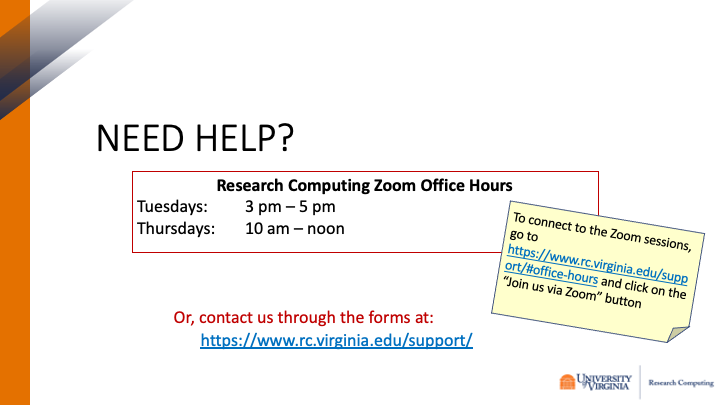 NEED HELP?
Research Computing Zoom Office Hours
Tuesdays: 3 pm – 5 pm
Thursdays: 10 am – noon
To connect to the Zoom sessions,
go to
https://www.rc.virginia.edu/supp
ort/#office-hours and click on the
“Join us via Zoom” button
Or, contact us through the forms at:
https://www.rc.virginia.edu/support/
UNIVERSITY
OF VIRGINIA
Research Computing